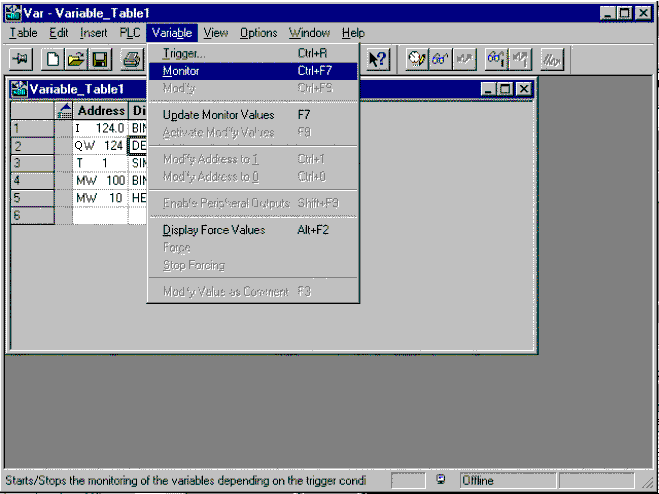 Var - Variable_Table1
Table Edit Insert PLC Variable View Options Window Help
Trigger... Ctrl+R
Monitor Ctrl+F7
Modify Ctrl+F9
Update Monitor Values F7
Activate Modify Values F9
Modify Address to 1 Ctrl+1
Modify Address to 0 Ctrl+0
Enable Peripheral Outputs Shift+F9
Display Force Values Alt+F2
Force
Stop Forcing
Modify Value as Comment F3
Variable_Table1
Address Di
1 I 124.0 BIN
2 QW 124 DE
3 T 1 SIM
4 MW 100 BIN
5 MW 10 HE
6
Starts/Stops the monitoring of the variables depending on the trigger condi
Offline